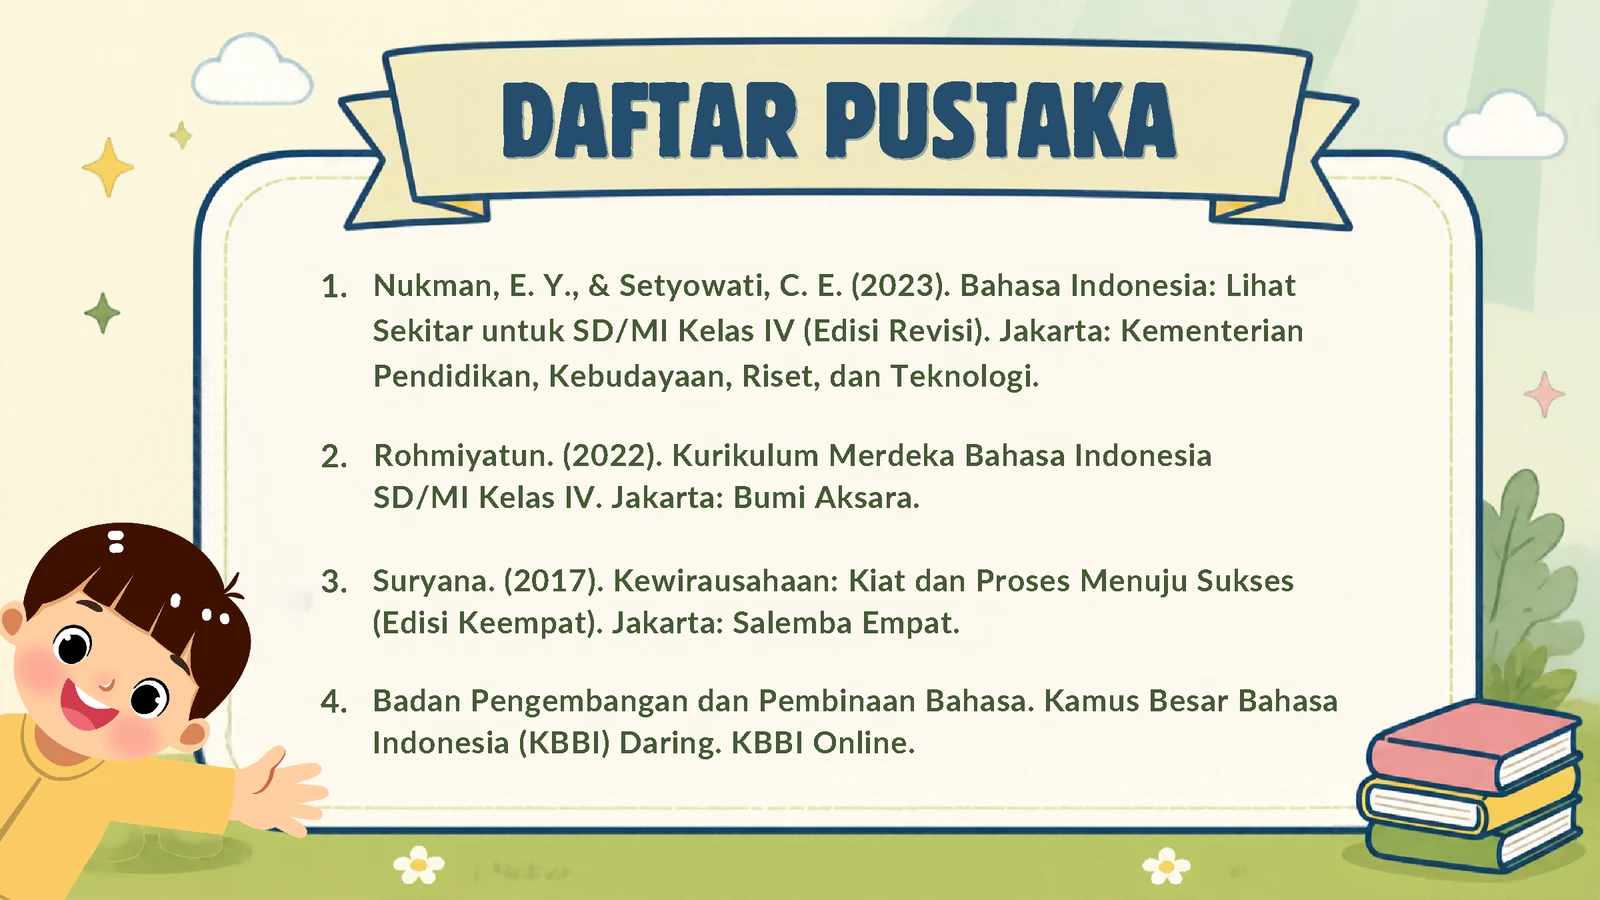 DAFTAR PUSTAKA
1. Nukman, E. Y., & Setyowati, C. E. (2023). Bahasa Indonesia: Lihat
Sekitar untuk SD/MI Kelas IV (Edisi Revisi). Jakarta: Kementerian
Pendidikan, Kebudayaan, Riset, dan Teknologi.
2. Rohmiyatun. (2022). Kurikulum Merdeka Bahasa Indonesia
SD/MI Kelas IV. Jakarta: Bumi Aksara.
3. Suryana. (2017). Kewirausahaan: Kiat dan Proses Menuju Sukses
(Edisi Keempat). Jakarta: Salemba Empat.
4. Badan Pengembangan dan Pembinaan Bahasa. Kamus Besar Bahasa
Indonesia (KBBI) Daring. KBBI Online.